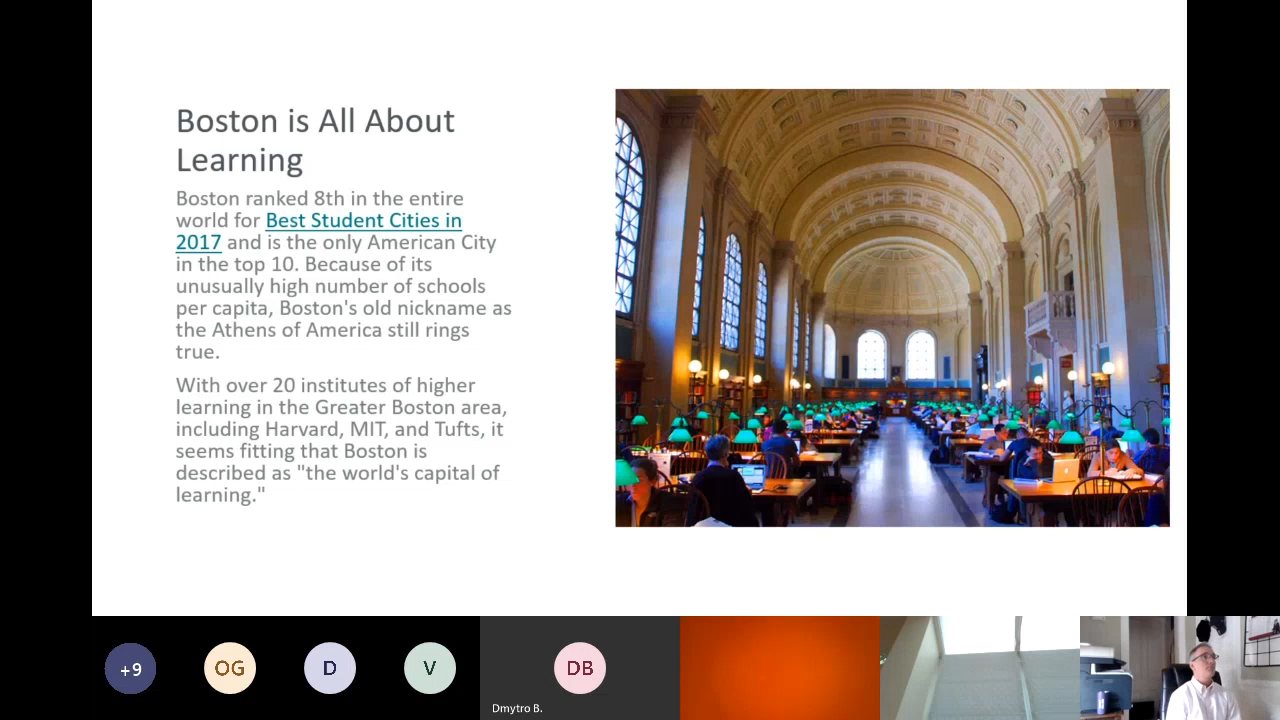 Boston is All About
Learning
Boston ranked 8th in the entire
world for Best Student Cities in
2017 and is the only American City
in the top 10. Because of its
unusually high number of schools
per capita, Boston's old nickname as
the Athens of America still rings
true.
With over 20 institutes of higher
learning in the Greater Boston area,
including Harvard, MIT, and Tufts, it
seems fitting that Boston is
described as "the world's capital of
learning."
+9
OG
D
V
DB
Dmytro B.